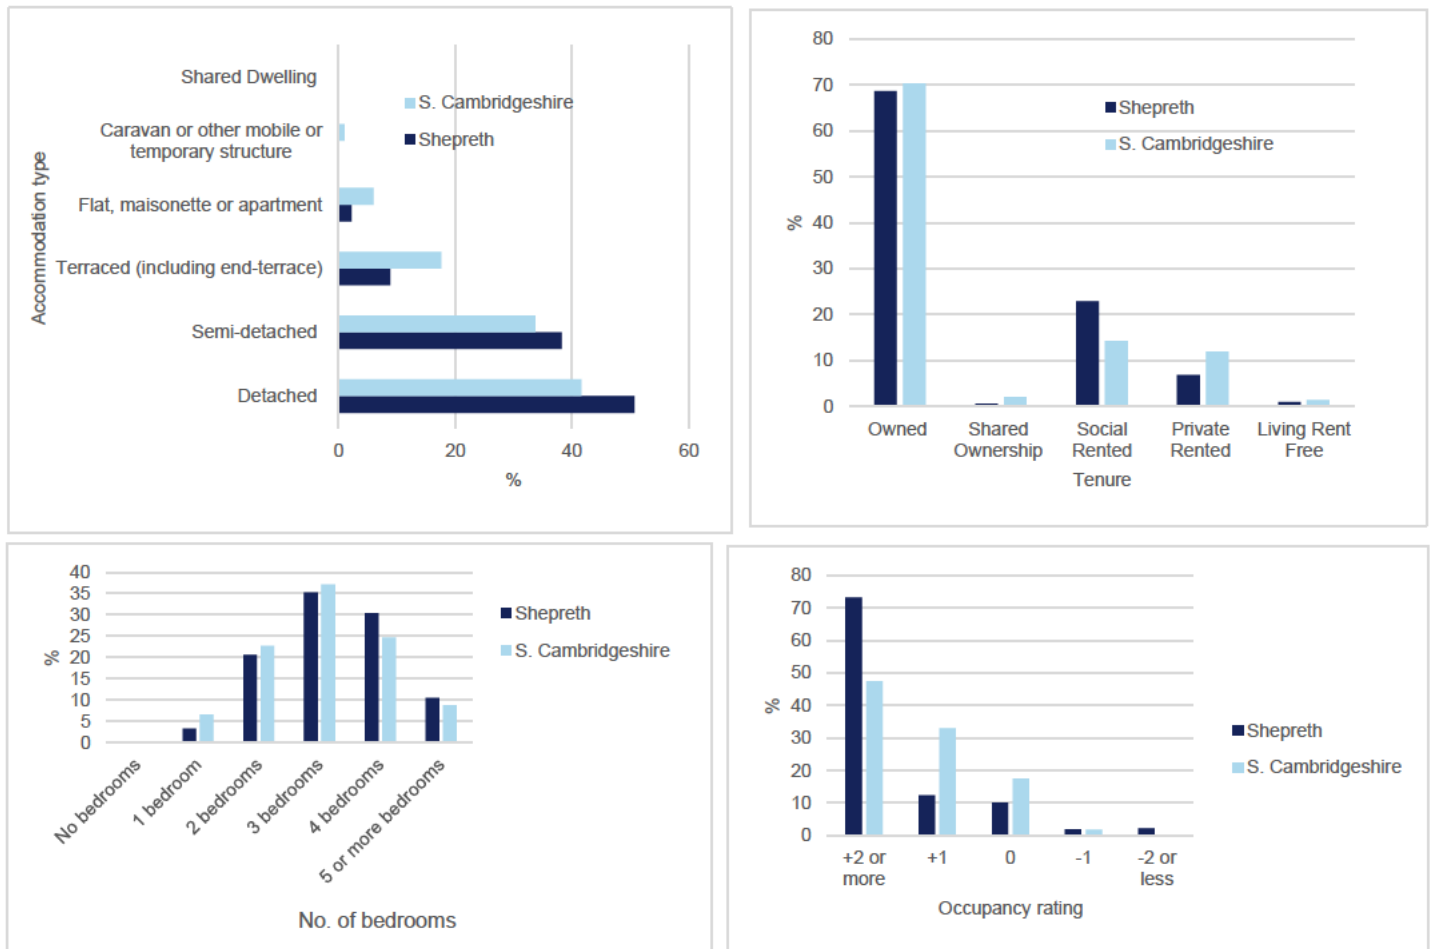 Shared Dwelling
S. Cambridgeshire
Caravan or other mobile or
temporary structure
Shepreth
Flat, maisonette or apartment
Terraced (including end-terrace)
Semi-detached
Detached
Accommodation type
0 20 40 60
%
80
70
60
50
40
30
20
10
0
%
Shepreth
S. Cambridgeshire
Owned Shared Ownership Social Rented Private Rented Living Rent Free
Tenure
40
35
30
25
20
15
10
5
0
%
Shepreth
S. Cambridgeshire
No bedrooms
1 bedroom
2 bedrooms
3 bedrooms
4 bedrooms
5 or more bedrooms
No. of bedrooms
80
70
60
50
40
30
20
10
0
%
Shepreth
S. Cambridgeshire
+2 or more +1 0 -1 -2 or less
Occupancy rating